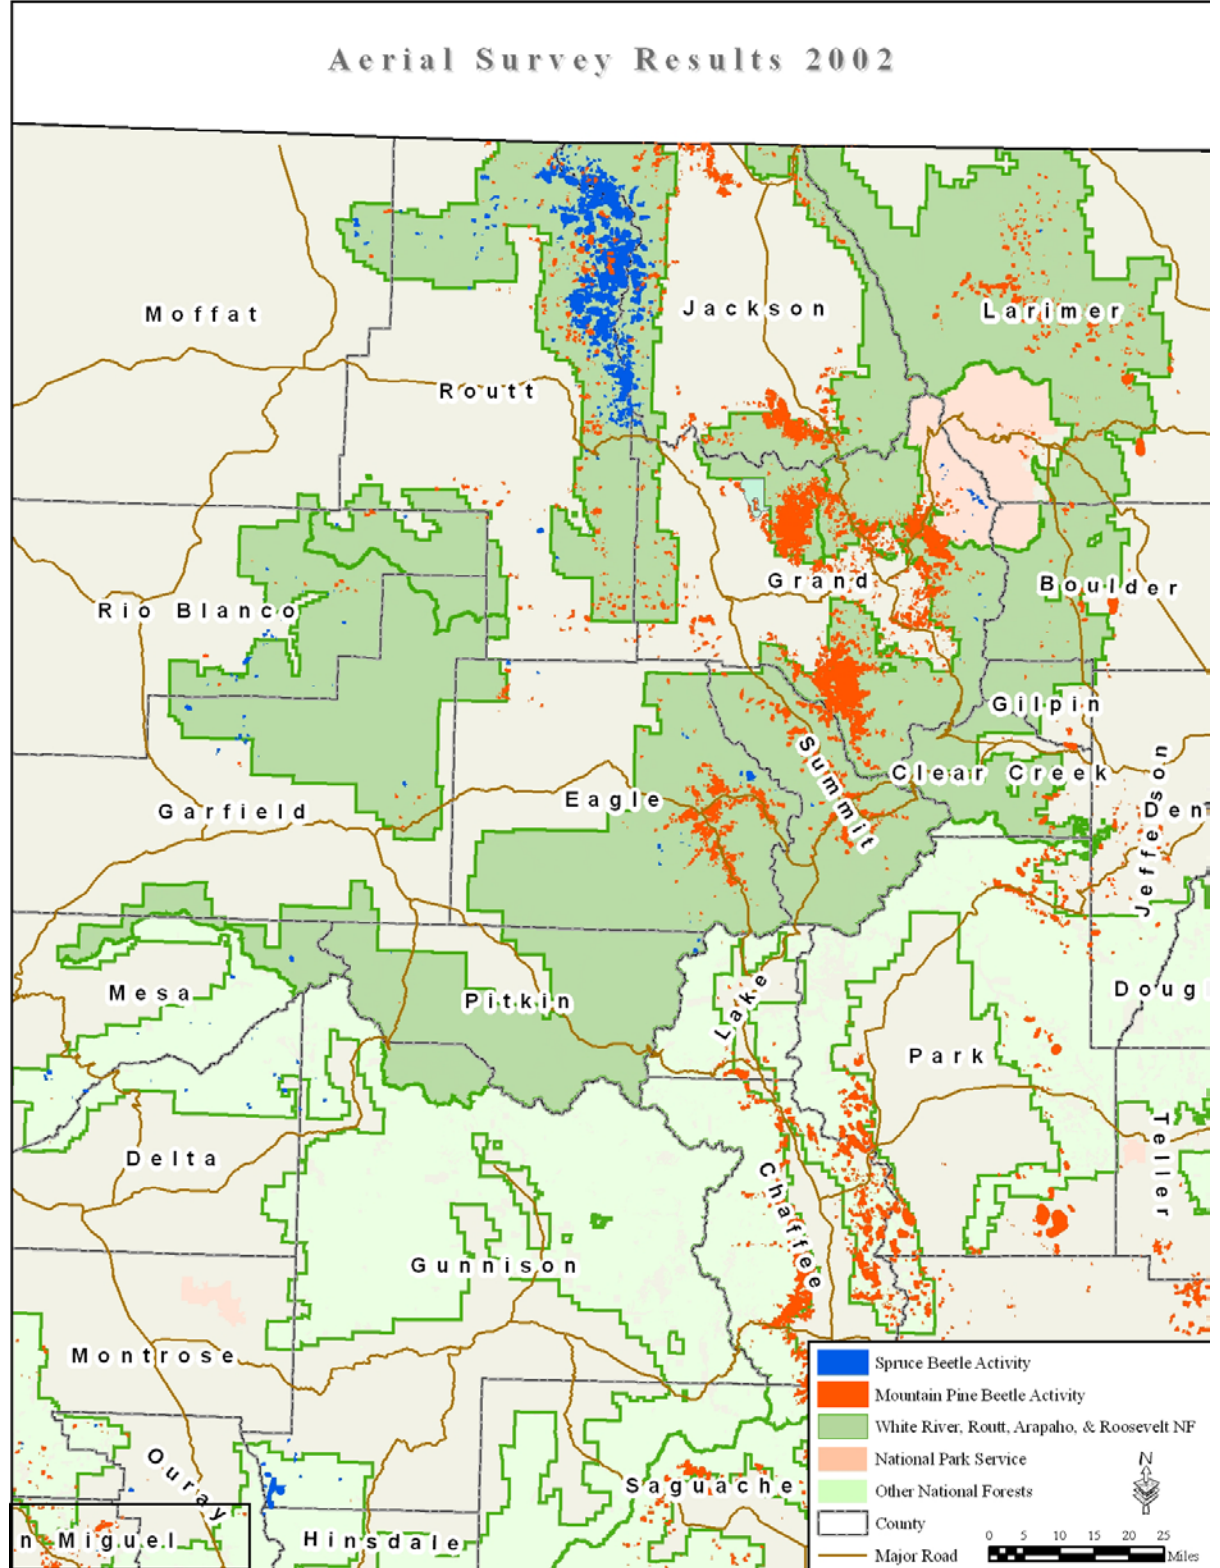 Aerial Survey Results 2002
Moffat
Jackson
Larimer
Routt
Grand
Boulder
Rio Blanco
Gilpin
Summit
Clear Creek
Eagle
Garfield
Jefferson
Den
Mesa
Pitkin
Lake
Doug
Park
Delta
Chaffee
Teller
Gunnison
Montrose
Ouray
Saguache
n Miguel
Hinsdale
Spruce Beetle Activity
Mountain Pine Beetle Activity
White River, Routt, Arapaho, & Roosevelt NF
National Park Service
Other National Forests
County
Major Road
N
0 5 10 15 20 25
Miles